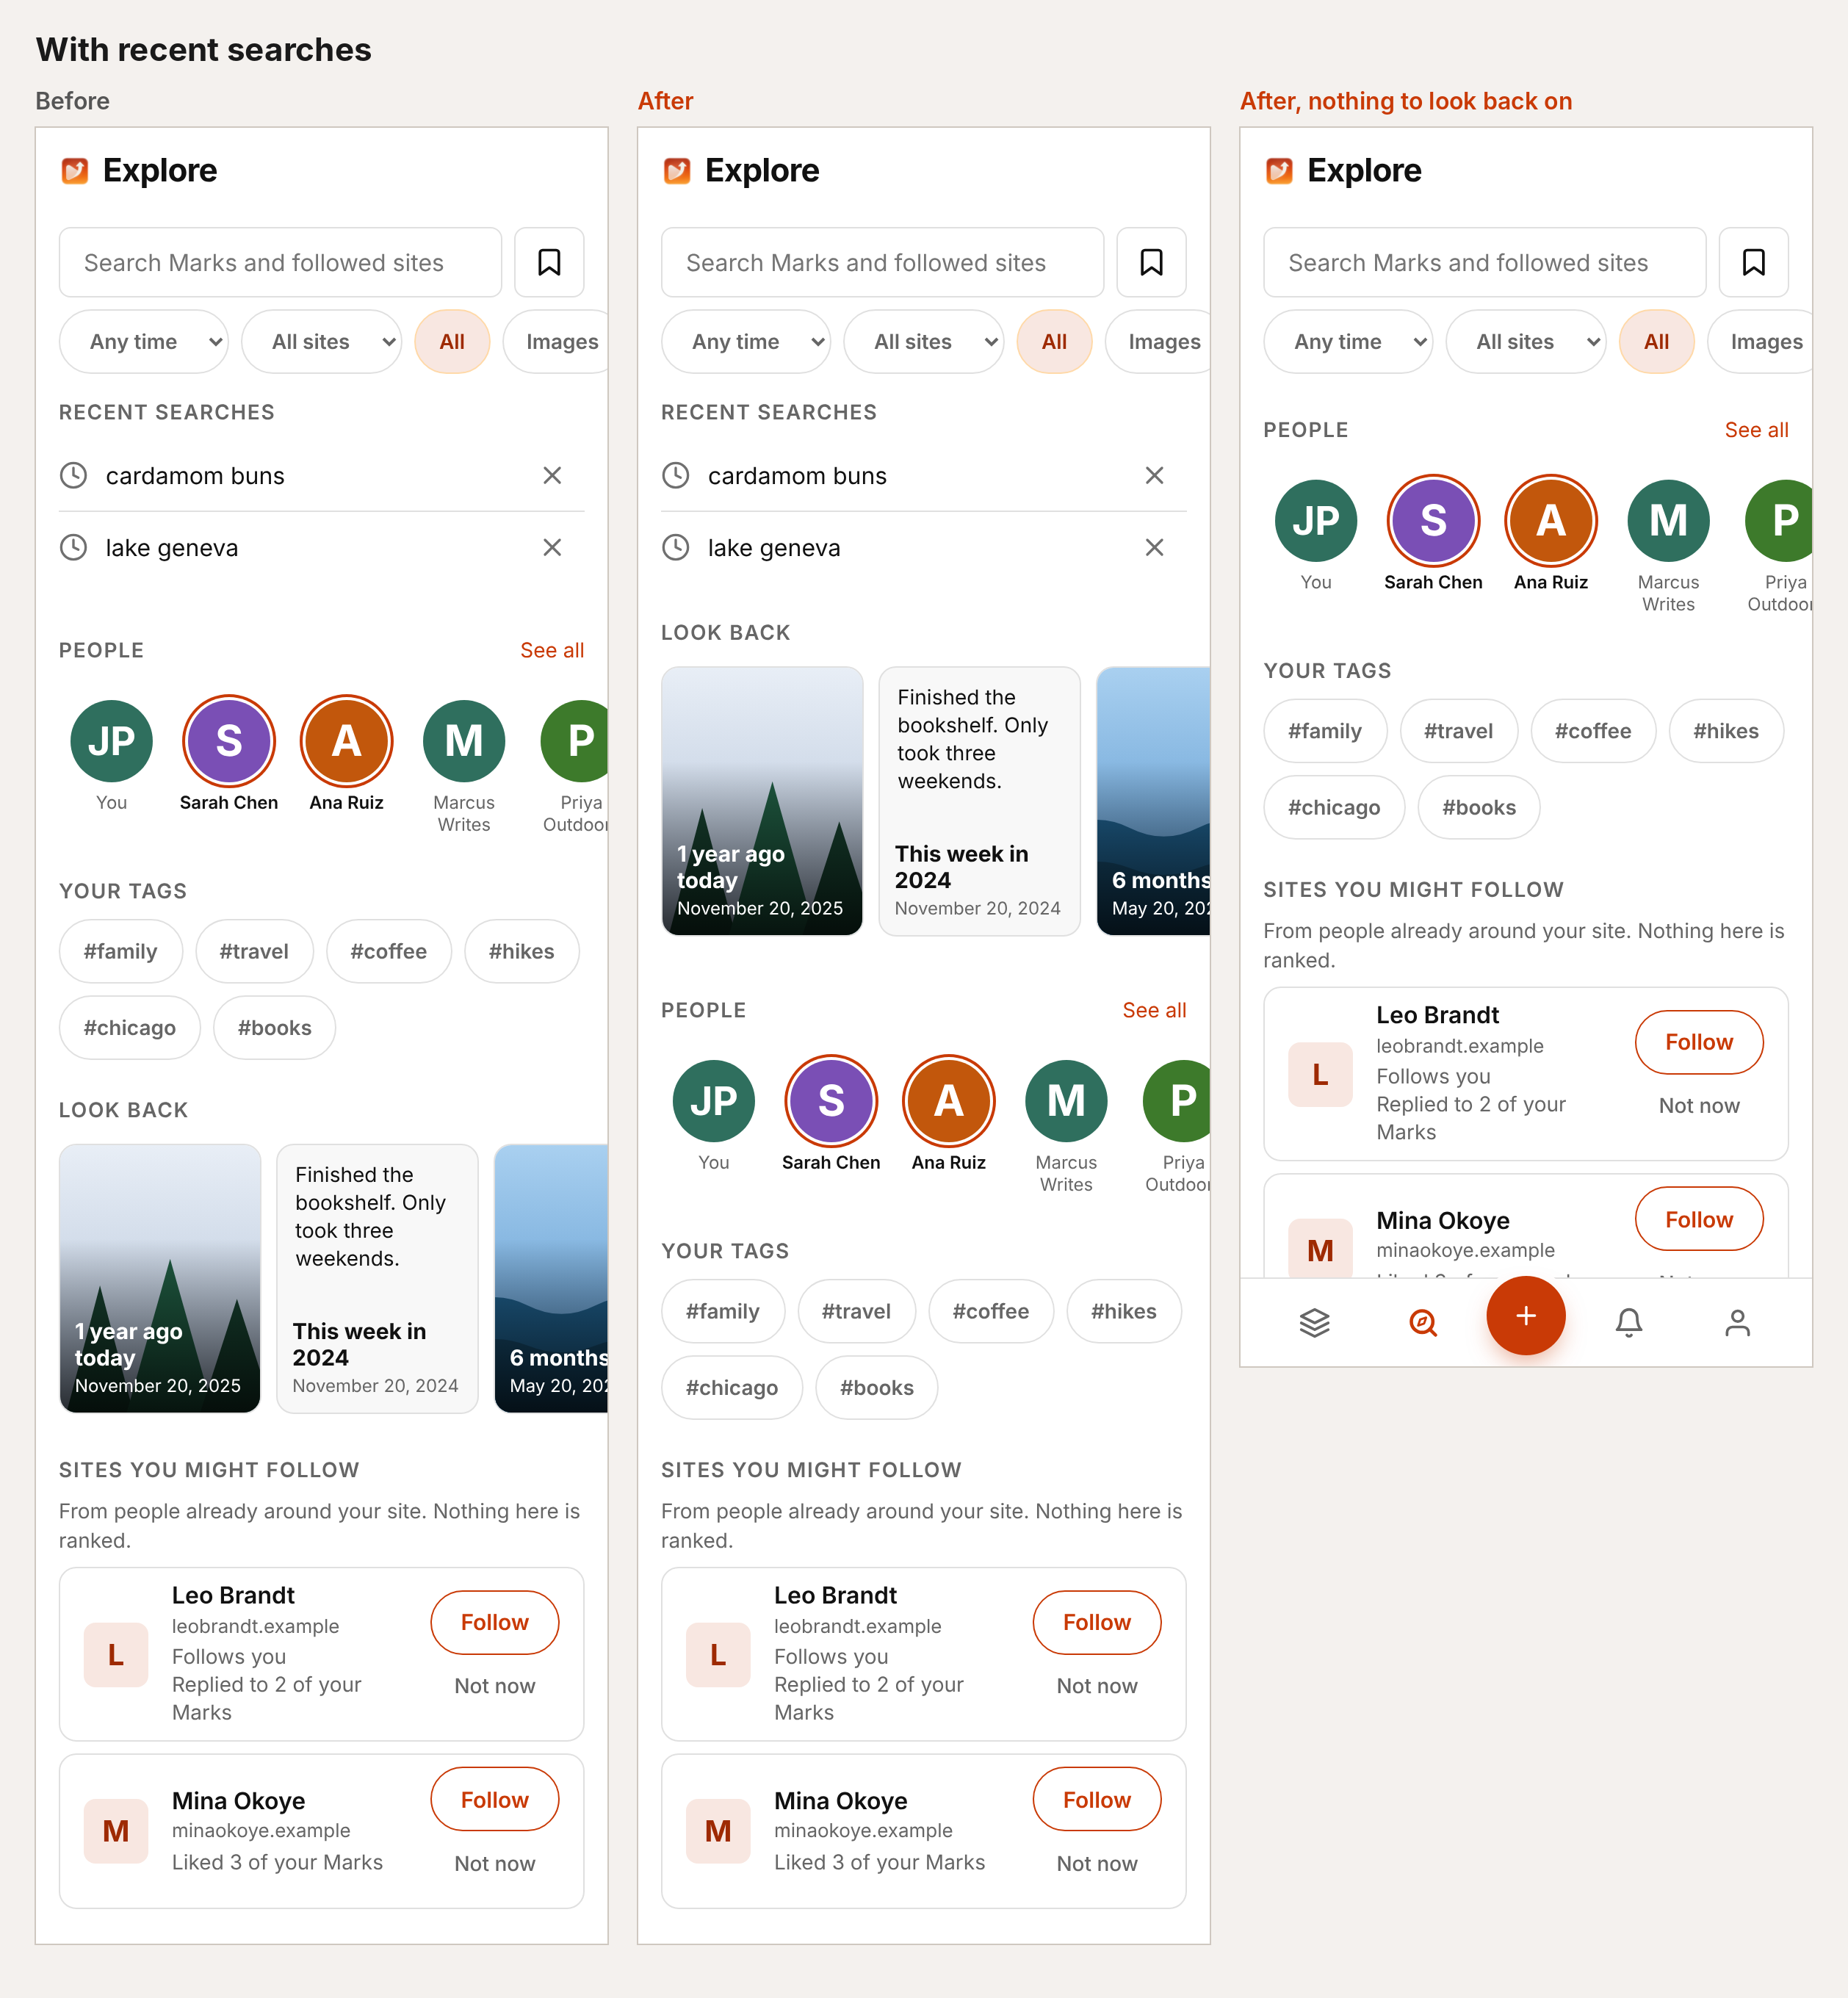 With recent searches
Before
Explore
Search Marks and followed sites
Any time
All sites
All
Images
RECENT SEARCHES
cardamom buns
lake geneva
PEOPLE
See all
JP
S
A
M
P
You
Sarah Chen
Ana Ruiz
Marcus
Writes
Priya
YOUR TAGS
#family
#travel
#coffee
#hikes
#chicago
#books
LOOK BACK
1 year ago
today
November 20, 2025
Finished the
bookshelf. Only
took three
weekends.
This week in
2024
November 20, 2024
6 months
May 20,
SITES YOU MIGHT FOLLOW
From people already around your site. Nothing here is
ranked.
L
Leo Brandt
leobrandt.example
Follows you
Replied to 2 of your
Marks
Follow
Not now
M
Mina Okoye
minaokoye.example
Liked 3 of your Marks
Follow
Not now
After
Explore
Search Marks and followed sites
Any time
All sites
All
Images
RECENT SEARCHES
cardamom buns
lake geneva
LOOK BACK
1 year ago
today
November 20, 2025
Finished the
bookshelf. Only
took three
weekends.
This week in
2024
November 20, 2024
6 months
May 20,
PEOPLE
See all
JP
S
A
M
P
You
Sarah Chen
Ana Ruiz
Marcus
Writes
Priya
YOUR TAGS
#family
#travel
#coffee
#hikes
#chicago
#books
SITES YOU MIGHT FOLLOW
From people already around your site. Nothing here is
ranked.
L
Leo Brandt
leobrandt.example
Follows you
Replied to 2 of your
Marks
Follow
Not now
M
Mina Okoye
minaokoye.example
Liked 3 of your Marks
Follow
Not now
After, nothing to look back on
Explore
Search Marks and followed sites
Any time
All sites
All
Images
PEOPLE
See all
JP
S
A
M
P
You
Sarah Chen
Ana Ruiz
Marcus
Writes
Priya
YOUR TAGS
#family
#travel
#coffee
#hikes
#chicago
#books
SITES YOU MIGHT FOLLOW
From people already around your site. Nothing here is
ranked.
L
Leo Brandt
leobrandt.example
Follows you
Replied to 2 of your
Marks
Follow
Not now
M
Mina Okoye
minaokoye.example
Follow